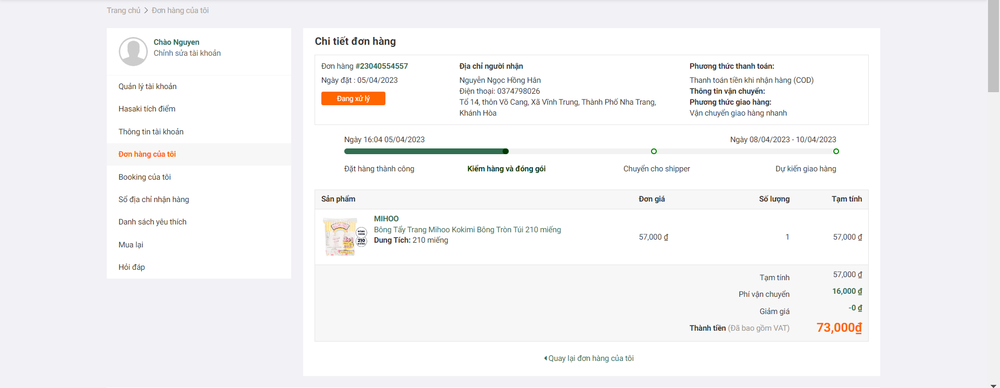 Trang chủ > Đơn hàng của tôi
Chào Nguyen
Chỉnh sửa tài khoản
Quản lý tài khoản
Hasaki tích điểm
Thông tin tài khoản
Đơn hàng của tôi
Booking của tôi
Sổ địa chỉ nhận hàng
Danh sách yêu thích
Mua lại
Hỏi đáp
Chi tiết đơn hàng
Đơn hàng #23040554557
Ngày đặt : 05/04/2023
Đang xử lý
Địa chỉ người nhận
Nguyễn Ngọc Hồng Hân
Điện thoại: 0374798026
Tổ 14, thôn Võ Cang, Xã Vĩnh Trung, Thành Phố Nha Trang,
Khánh Hòa
Phương thức thanh toán:
Thanh toán tiền khi nhận hàng (COD)
Thông tin vận chuyển:
Phương thức giao hàng:
Vận chuyển giao hàng nhanh
Ngày 16:04 05/04/2023
Ngày 08/04/2023 - 10/04/2023
Đặt hàng thành công
Kiểm hàng và đóng gói
Chuyển cho shipper
Dự kiến giao hàng
Sản phẩm Đơn giá Số lượng Tạm tính
KOKIMI
BÔNG
TRÒN
210
MIẾNG
MIHOO
Bông Tẩy Trang Mihoo Kokimi Bông Tròn Túi 210 miếng
Dung Tích: 210 miếng
57,000 ₫ 1 57,000 ₫
Tạm tính 57,000 ₫
Phí vận chuyển 16,000 ₫
Giảm giá -0 ₫
Thành tiền (Đã bao gồm VAT) 73,000₫
Quay lại đơn hàng của tôi